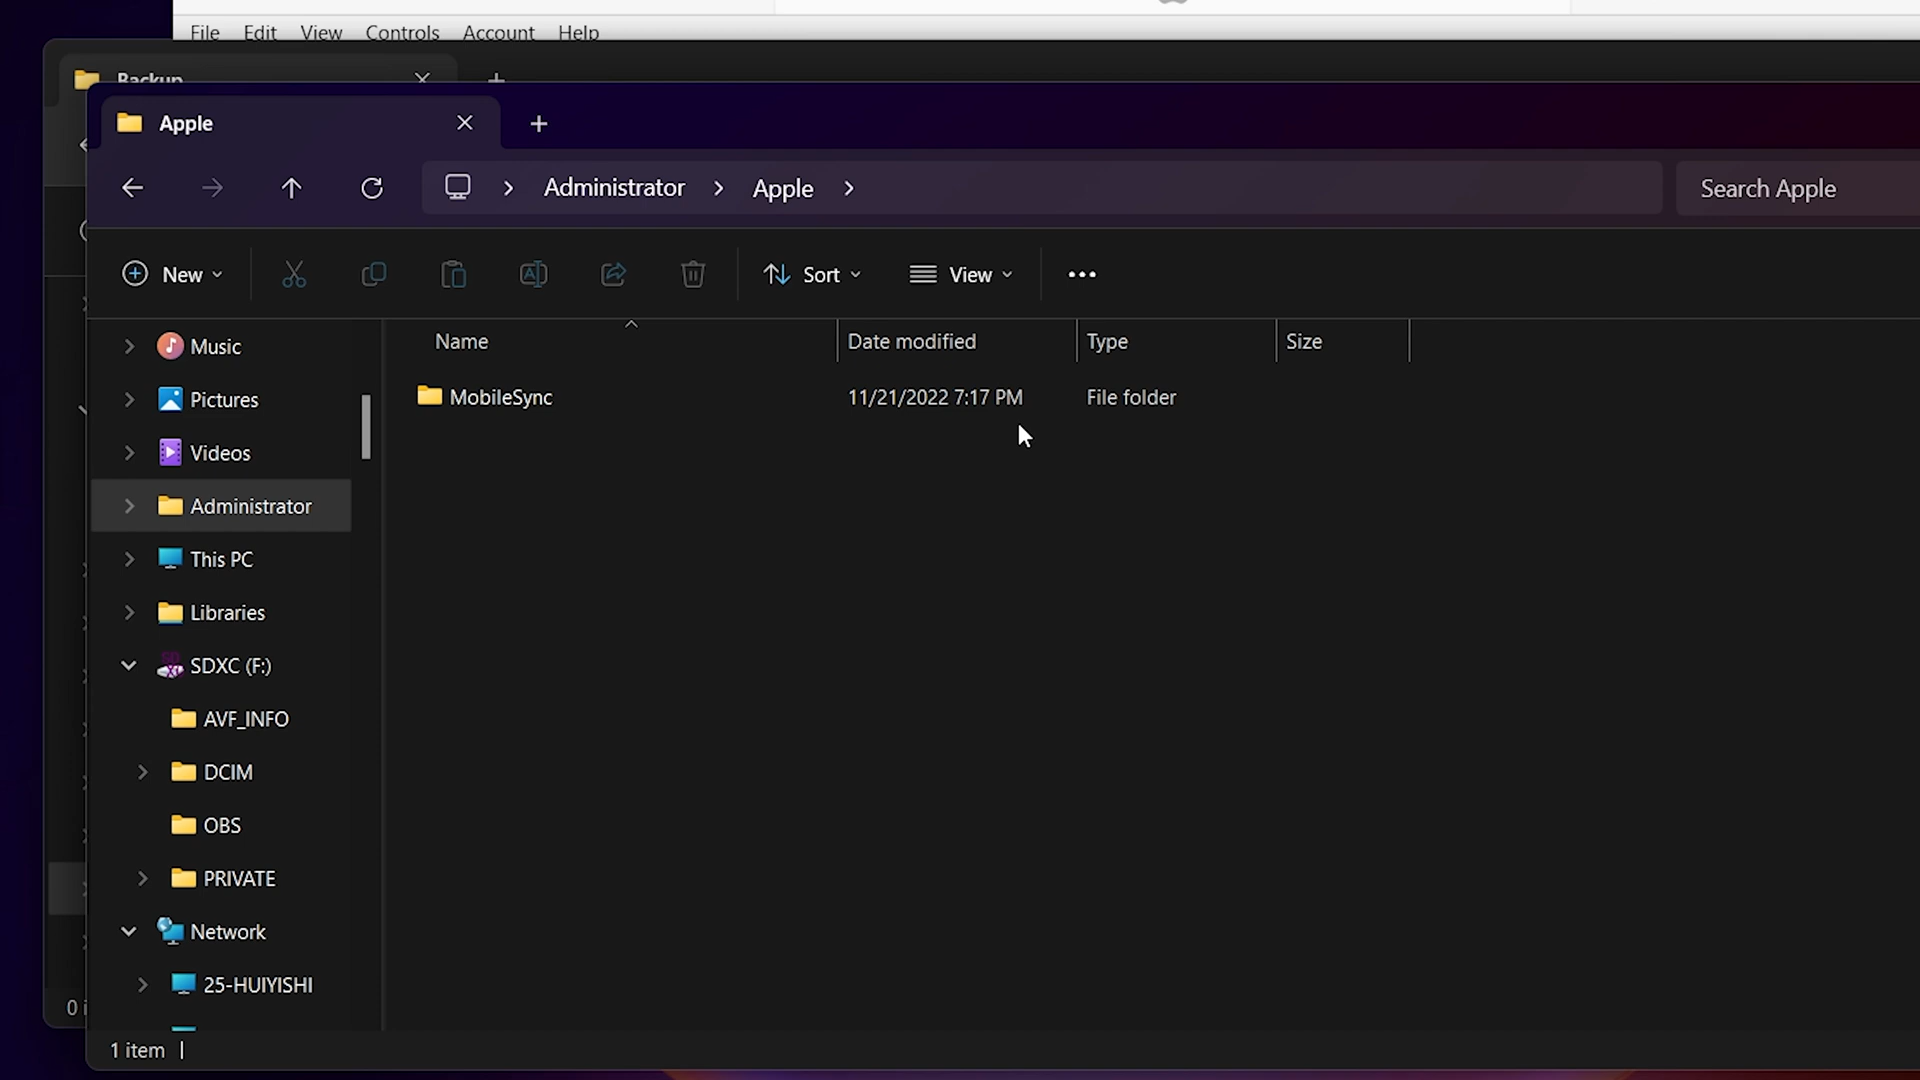 File Edit View Controls Account Help
Backup
Apple
Administrator Apple
Search Apple
New Sort View
Name Date modified Type Size
MobileSync 11/21/2022 7:17 PM File folder
Music
Pictures
Videos
Administrator
This PC
Libraries
SDXC (F:)
AVF_INFO
DCIM
OBS
PRIVATE
Network
25-HUIYISHI
1 item